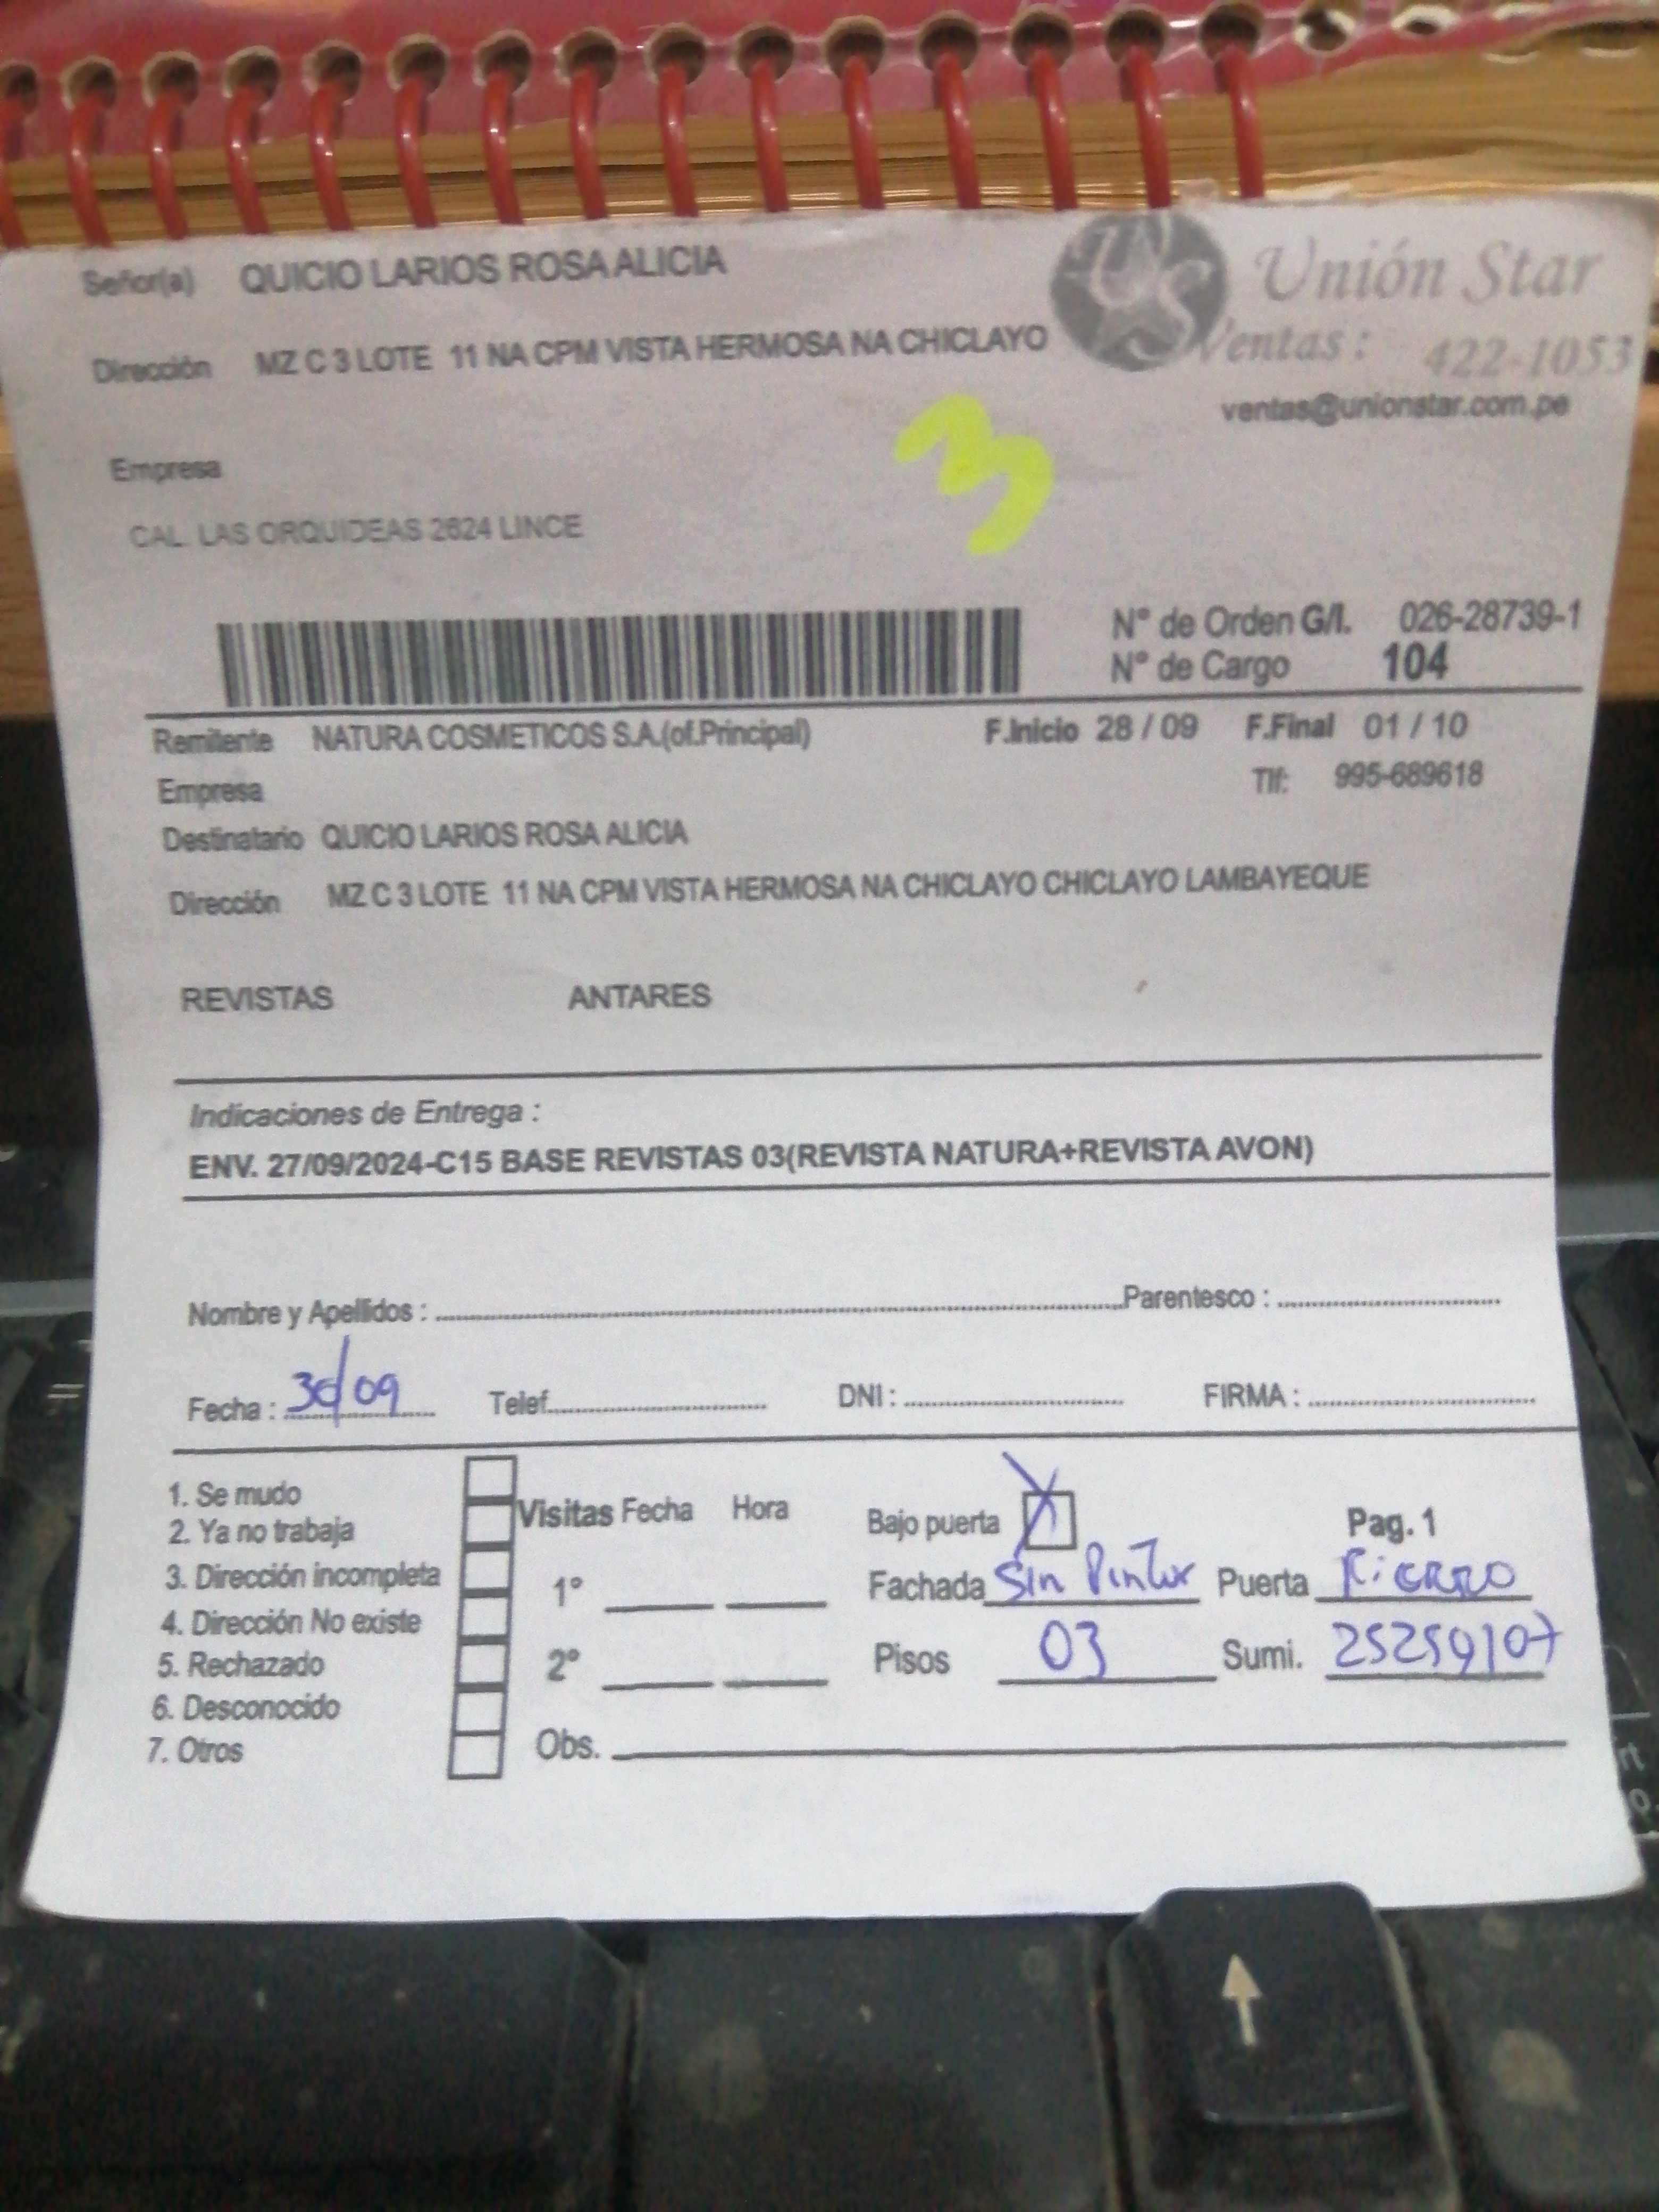 Señor(a) QUICIO LARIOS ROSA ALICIA
Unión Star
Dirección MZ C 3 LOTE 11 NA CPM VISTA HERMOSA NA CHICLAYO
Ventas : 422-1053
ventas@unionstar.com.pe
3
Empresa
CAL. LAS ORQUIDEAS 2624 LINCE
N° de Orden G/I. 026-28739-1
N° de Cargo 104
Remitente NATURA COSMETICOS S.A.(of.Principal) F.Inicio 28 / 09 F.Final 01 / 10
Empresa Tlf: 995-689618
Destinatario QUICIO LARIOS ROSA ALICIA
Dirección MZ C 3 LOTE 11 NA CPM VISTA HERMOSA NA CHICLAYO CHICLAYO LAMBAYEQUE
REVISTAS ANTARES
Indicaciones de Entrega :
ENV. 27/09/2024-C15 BASE REVISTAS 03(REVISTA NATURA+REVISTA AVON)
Nombre y Apellidos : Parentesco :
Fecha : 30/09 Telef. DNI : FIRMA :
1. Se mudo
2. Ya no trabaja
3. Dirección incompleta
4. Dirección No existe
5. Rechazado
6. Desconocido
7. Otros
Visitas Fecha Hora
1°
2°
Obs.
Bajo puerta X Pag. 1
Fachada Sin Pintar Puerta Fierro
Pisos 03 Sumi. 25259107